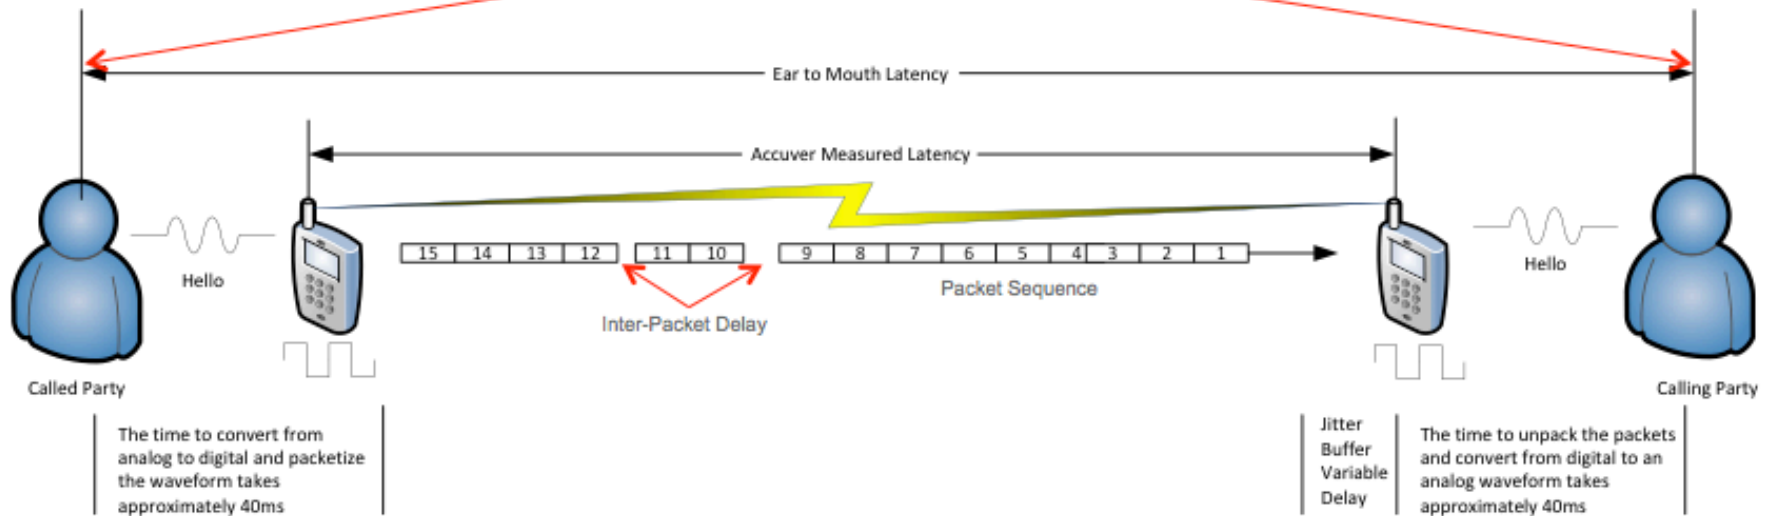 Ear to Mouth Latency
Accuver Measured Latency
15 14 13 12 11 10 9 8 7 6 5 4 3 2 1
Hello
Hello
Packet Sequence
Inter-Packet Delay
Called Party
Calling Party
The time to convert from
analog to digital and packetize
the waveform takes
approximately 40ms
Jitter
Buffer
Variable
Delay
The time to unpack the packets
and convert from digital to an
analog waveform takes
approximately 40ms